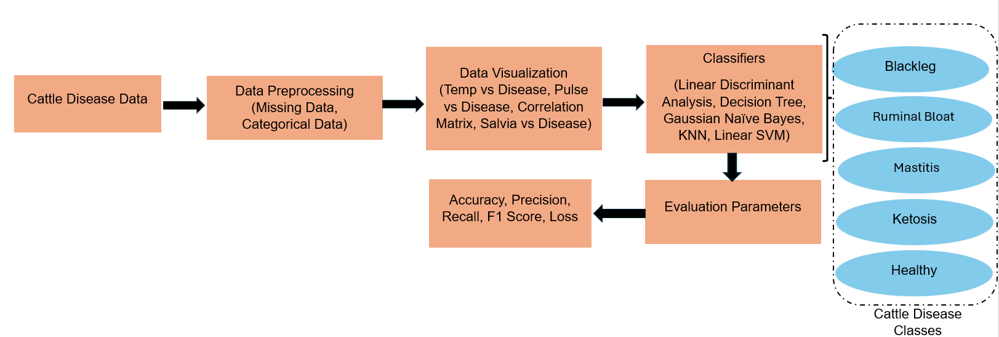 Cattle Disease Data
Data Preprocessing
(Missing Data,
Categorical Data)
Data Visualization
(Temp vs Disease, Pulse
vs Disease, Correlation
Matrix, Salvia vs Disease)
Classifiers
(Linear Discriminant
Analysis, Decision Tree,
Gaussian Naïve Bayes,
KNN, Linear SVM)
Evaluation Parameters
Accuracy, Precision,
Recall, F1 Score, Loss
Blackleg
Ruminal Bloat
Mastitis
Ketosis
Healthy
Cattle Disease
Classes